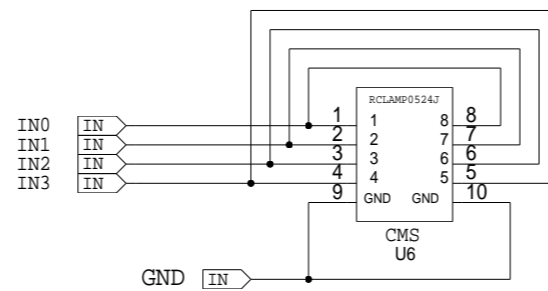 RCLAMP0524J
1 1 8 8
IN0 IN
2 2 7 7
IN1 IN
3 3 6 6
IN2 IN
4 4 5 5
IN3 IN
9 GND GND 10
CMS
U6
GND IN